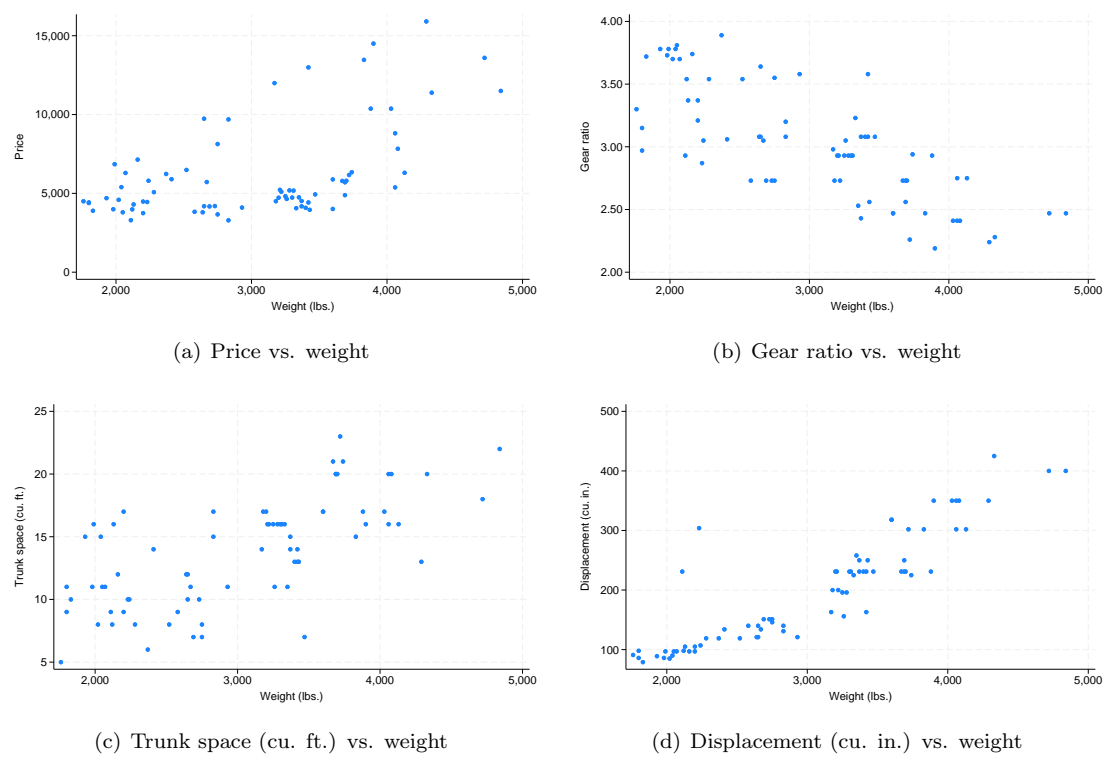 Price
15,000
10,000
5,000
0
2,000 3,000 4,000 5,000
Weight (lbs.)
(a) Price vs. weight
Gear ratio
4.00
3.50
3.00
2.50
2.00
2,000 3,000 4,000 5,000
Weight (lbs.)
(b) Gear ratio vs. weight
Trunk space (cu. ft.)
25
20
15
10
5
2,000 3,000 4,000 5,000
Weight (lbs.)
(c) Trunk space (cu. ft.) vs. weight
Displacement (cu. in.)
500
400
300
200
100
2,000 3,000 4,000 5,000
Weight (lbs.)
(d) Displacement (cu. in.) vs. weight